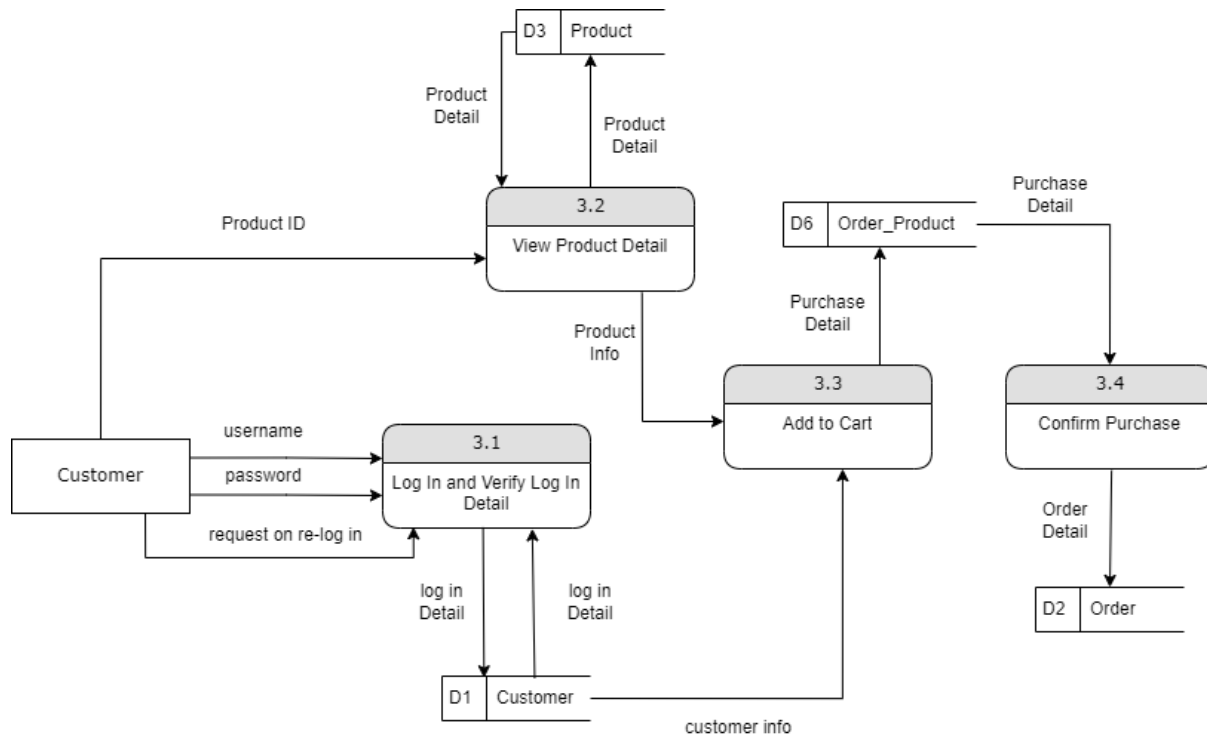 D3 Product
Product
Detail
Product
Detail
3.2
View Product Detail
Product ID
Purchase
Detail
D6 Order_Product
Purchase
Detail
Product
Info
3.3
Add to Cart
3.4
Confirm Purchase
username
3.1
Customer
password
Log In and Verify Log In
Detail
request on re-log in
Order
Detail
log in
Detail
log in
Detail
D2 Order
D1 Customer
customer info